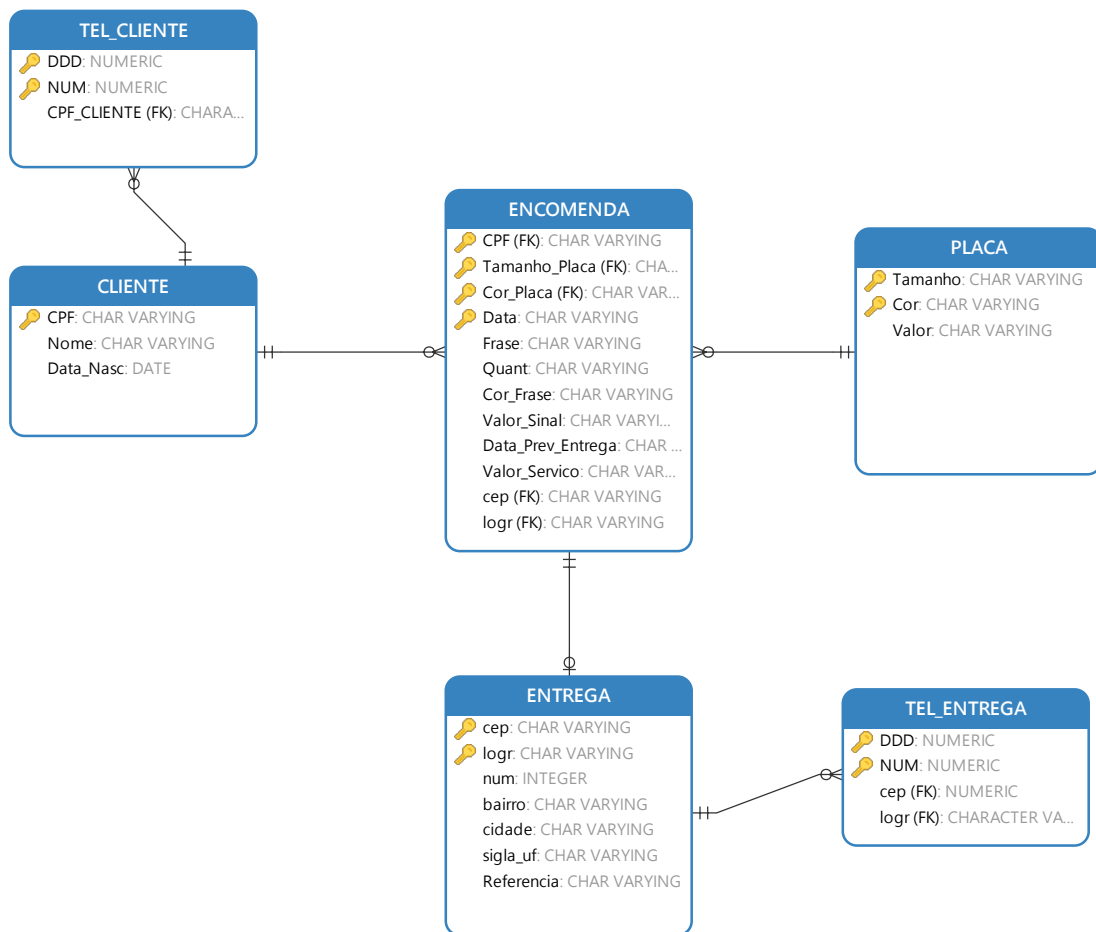 TEL_CLIENTE
DDD: NUMERIC
NUM: NUMERIC
CPF_CLIENTE (FK): CHARA...
CLIENTE
CPF: CHAR VARYING
Nome: CHAR VARYING
Data_Nasc: DATE
ENCOMENDA
CPF (FK): CHAR VARYING
Tamanho_Placa (FK): CHA...
Cor_Placa (FK): CHAR VAR...
Data: CHAR VARYING
Frase: CHAR VARYING
Quant: CHAR VARYING
Cor_Frase: CHAR VARYING
Valor_Sinal: CHAR VARYI...
Data_Prev_Entrega: CHAR ...
Valor_Servico: CHAR VAR...
cep (FK): CHAR VARYING
logr (FK): CHAR VARYING
PLACA
Tamanho: CHAR VARYING
Cor: CHAR VARYING
Valor: CHAR VARYING
ENTREGA
cep: CHAR VARYING
logr: CHAR VARYING
num: INTEGER
bairro: CHAR VARYING
cidade: CHAR VARYING
sigla_uf: CHAR VARYING
Referencia: CHAR VARYING
TEL_ENTREGA
DDD: NUMERIC
NUM: NUMERIC
cep (FK): NUMERIC
logr (FK): CHARACTER VA...